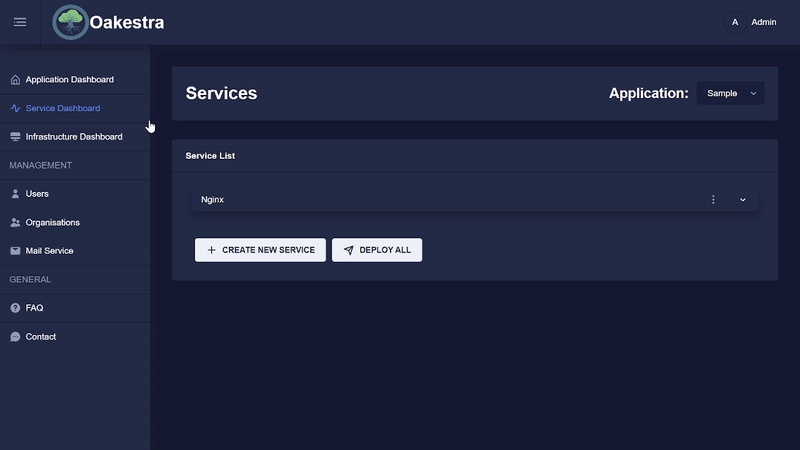 Oakestra
A Admin
Application Dashboard
Service Dashboard
Infrastructure Dashboard
MANAGEMENT
Users
Organisations
Mail Service
GENERAL
FAQ
Contact
Services
Application: Sample
Service List
Nginx
CREATE NEW SERVICE DEPLOY ALL